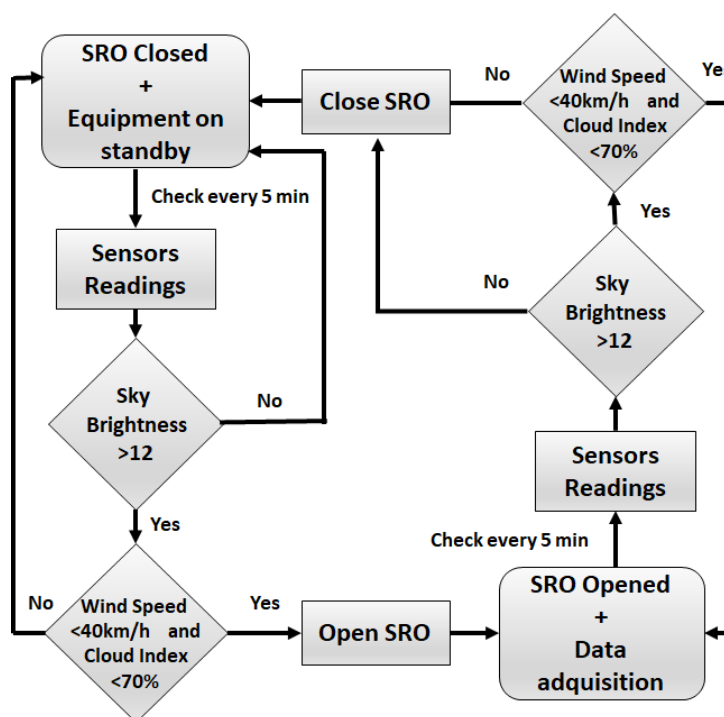 SRO Closed
+
Equipment on
standby
Check every 5 min
Sensors
Readings
Sky
Brightness
>12
No
Yes
Wind Speed
<40km/h and
Cloud Index
<70%
No
Yes
Open SRO
SRO Opened
+
Data
adquisition
Check every 5 min
Sensors
Readings
Sky
Brightness
>12
No
Yes
Wind Speed
<40km/h and
Cloud Index
<70%
No
Close SRO